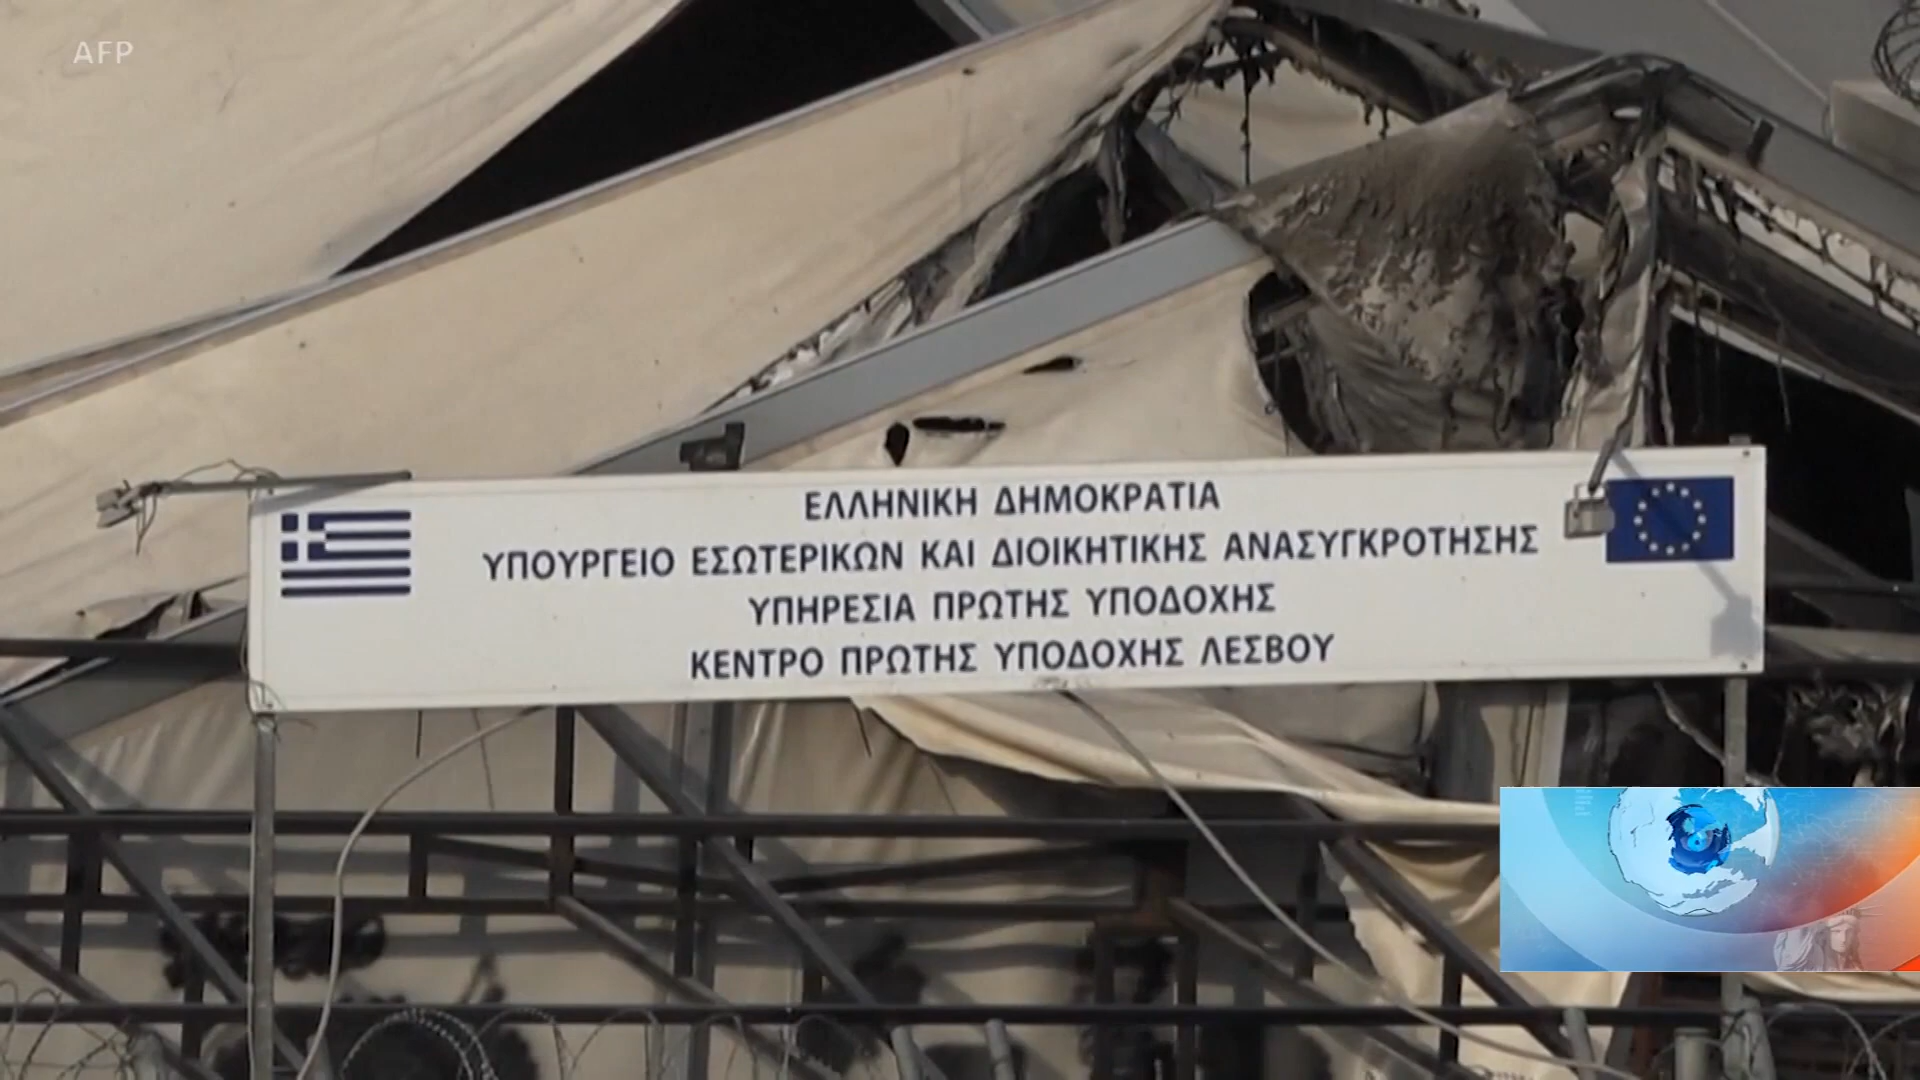 AFP
ΕΛΛΗΝΙΚΗ ΔΗΜΟΚΡΑΤΙΑ
ΥΠΟΥΡΓΕΙΟ ΕΣΩΤΕΡΙΚΩΝ ΚΑΙ ΔΙΟΙΚΗΤΙΚΗΣ ΑΝΑΣΥΓΚΡΟΤΗΣΗΣ
ΥΠΗΡΕΣΙΑ ΠΡΩΤΗΣ ΥΠΟΔΟΧΗΣ
ΚΕΝΤΡΟ ΠΡΩΤΗΣ ΥΠΟΔΟΧΗΣ ΛΕΣΒΟΥ